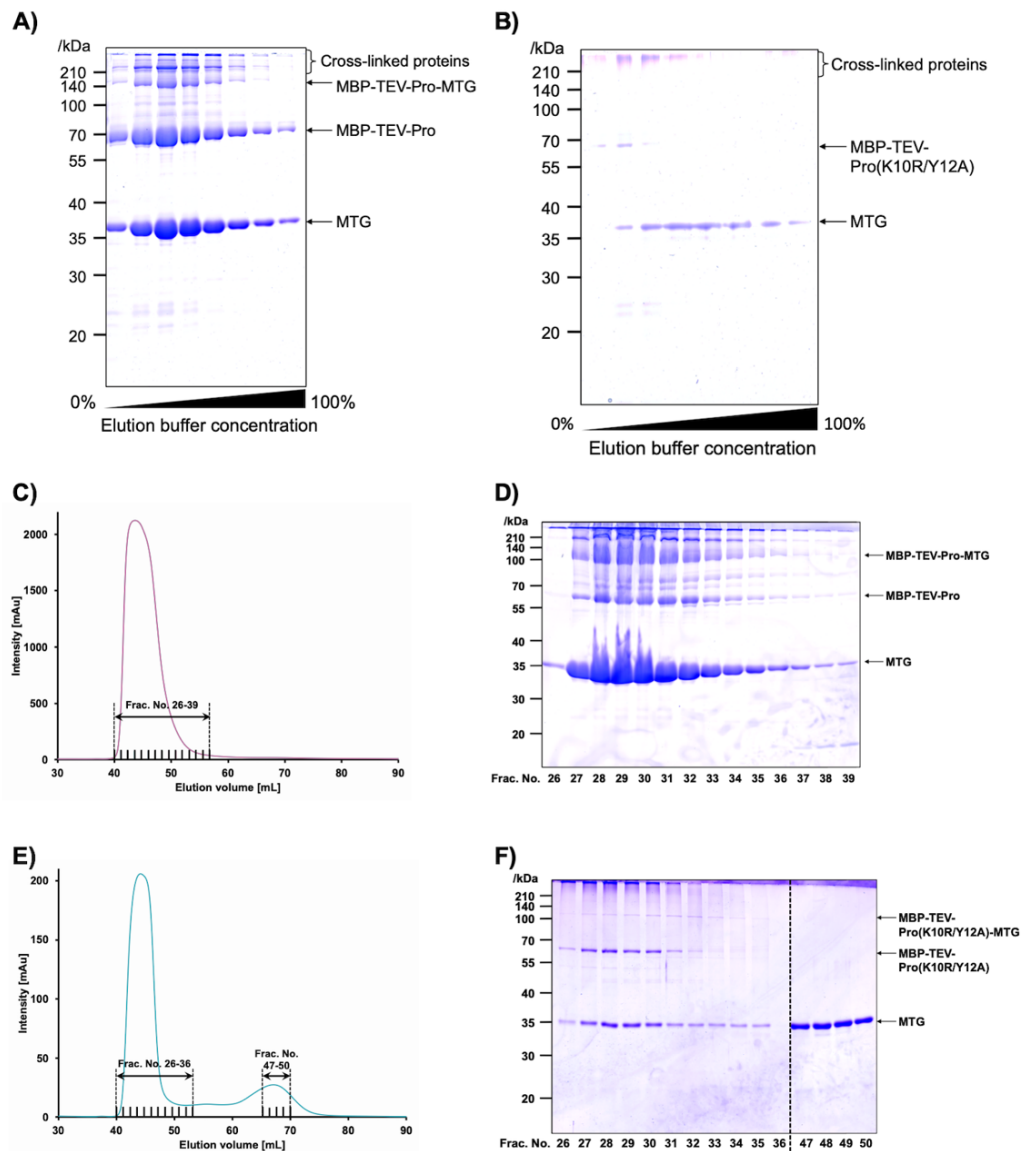 A)
/kDa
210
140
100
70
55
40
35
30
20
Cross-linked proteins
MBP-TEV-Pro-MTG
MBP-TEV-Pro
MTG
0%
100%
Elution buffer concentration
B)
/kDa
210
140
100
70
55
40
35
30
20
Cross-linked proteins
MBP-TEV-
Pro(K10R/Y12A)
MTG
0%
100%
Elution buffer concentration
C)
Intensity [mAu]
2000
1500
1000
500
0
Frac. No. 26-39
30 40 50 60 70 80 90
Elution volume [mL]
D)
/kDa
210
140
100
70
55
40
35
30
20
MBP-TEV-Pro-MTG
MBP-TEV-Pro
MTG
Frac. No. 26 27 28 29 30 31 32 33 34 35 36 37 38 39
E)
Intensity [mAu]
200
150
100
50
0
Frac. No. 26-36
Frac. No.
47-50
30 40 50 60 70 80 90
Elution volume [mL]
F)
/kDa
210
140
100
70
55
40
35
30
20
MBP-TEV-
Pro(K10R/Y12A)-MTG
MBP-TEV-
Pro(K10R/Y12A)
MTG
Frac. No. 26 27 28 29 30 31 32 33 34 35 36 47 48 49 50